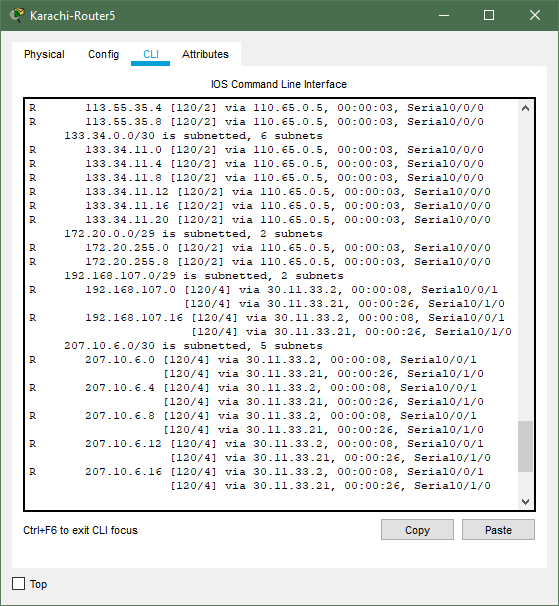 Karachi-Router5
Physical Config CLI Attributes
IOS Command Line Interface
R 113.55.35.4 [120/2] via 110.65.0.5, 00:00:03, Serial0/0/0
R 113.55.35.8 [120/2] via 110.65.0.5, 00:00:03, Serial0/0/0
133.34.0.0/30 is subnetted, 6 subnets
R 133.34.11.0 [120/2] via 110.65.0.5, 00:00:03, Serial0/0/0
R 133.34.11.4 [120/2] via 110.65.0.5, 00:00:03, Serial0/0/0
R 133.34.11.8 [120/2] via 110.65.0.5, 00:00:03, Serial0/0/0
R 133.34.11.12 [120/2] via 110.65.0.5, 00:00:03, Serial0/0/0
R 133.34.11.16 [120/2] via 110.65.0.5, 00:00:03, Serial0/0/0
R 133.34.11.20 [120/2] via 110.65.0.5, 00:00:03, Serial0/0/0
172.20.0.0/29 is subnetted, 2 subnets
R 172.20.255.0 [120/2] via 110.65.0.5, 00:00:03, Serial0/0/0
R 172.20.255.8 [120/2] via 110.65.0.5, 00:00:03, Serial0/0/0
192.168.107.0/29 is subnetted, 2 subnets
R 192.168.107.0 [120/4] via 30.11.33.2, 00:00:08, Serial0/0/1
[120/4] via 30.11.33.21, 00:00:26, Serial0/1/0
R 192.168.107.16 [120/4] via 30.11.33.2, 00:00:08, Serial0/0/1
[120/4] via 30.11.33.21, 00:00:26, Serial0/1/0
207.10.6.0/30 is subnetted, 5 subnets
R 207.10.6.0 [120/4] via 30.11.33.2, 00:00:08, Serial0/0/1
[120/4] via 30.11.33.21, 00:00:26, Serial0/1/0
R 207.10.6.4 [120/4] via 30.11.33.2, 00:00:08, Serial0/0/1
[120/4] via 30.11.33.21, 00:00:26, Serial0/1/0
R 207.10.6.8 [120/4] via 30.11.33.2, 00:00:08, Serial0/0/1
[120/4] via 30.11.33.21, 00:00:26, Serial0/1/0
R 207.10.6.12 [120/4] via 30.11.33.2, 00:00:08, Serial0/0/1
[120/4] via 30.11.33.21, 00:00:26, Serial0/1/0
R 207.10.6.16 [120/4] via 30.11.33.2, 00:00:08, Serial0/0/1
[120/4] via 30.11.33.21, 00:00:26, Serial0/1/0
Ctrl+F6 to exit CLI focus Copy Paste
Top